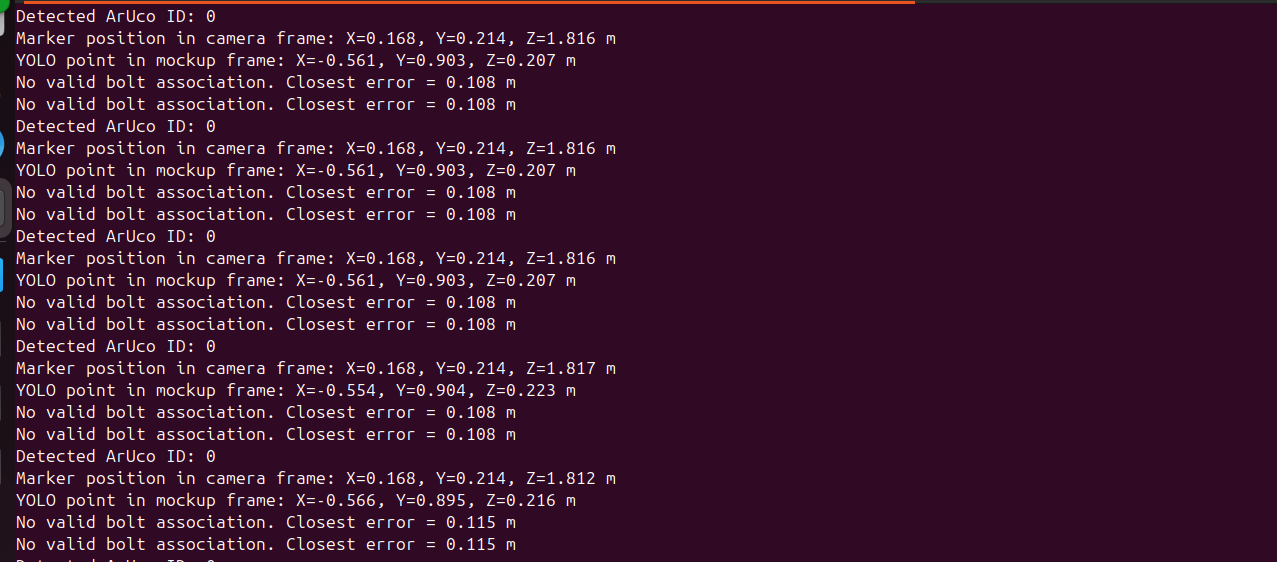 Detected ArUco ID: 0
Marker position in camera frame: X=0.168, Y=0.214, Z=1.816 m
YOLO point in mockup frame: X=-0.561, Y=0.903, Z=0.207 m
No valid bolt association. Closest error = 0.108 m
No valid bolt association. Closest error = 0.108 m
Detected ArUco ID: 0
Marker position in camera frame: X=0.168, Y=0.214, Z=1.816 m
YOLO point in mockup frame: X=-0.561, Y=0.903, Z=0.207 m
No valid bolt association. Closest error = 0.108 m
No valid bolt association. Closest error = 0.108 m
Detected ArUco ID: 0
Marker position in camera frame: X=0.168, Y=0.214, Z=1.816 m
YOLO point in mockup frame: X=-0.561, Y=0.903, Z=0.207 m
No valid bolt association. Closest error = 0.108 m
No valid bolt association. Closest error = 0.108 m
Detected ArUco ID: 0
Marker position in camera frame: X=0.168, Y=0.214, Z=1.817 m
YOLO point in mockup frame: X=-0.554, Y=0.904, Z=0.223 m
No valid bolt association. Closest error = 0.108 m
No valid bolt association. Closest error = 0.108 m
Detected ArUco ID: 0
Marker position in camera frame: X=0.168, Y=0.214, Z=1.812 m
YOLO point in mockup frame: X=-0.566, Y=0.895, Z=0.216 m
No valid bolt association. Closest error = 0.115 m
No valid bolt association. Closest error = 0.115 m